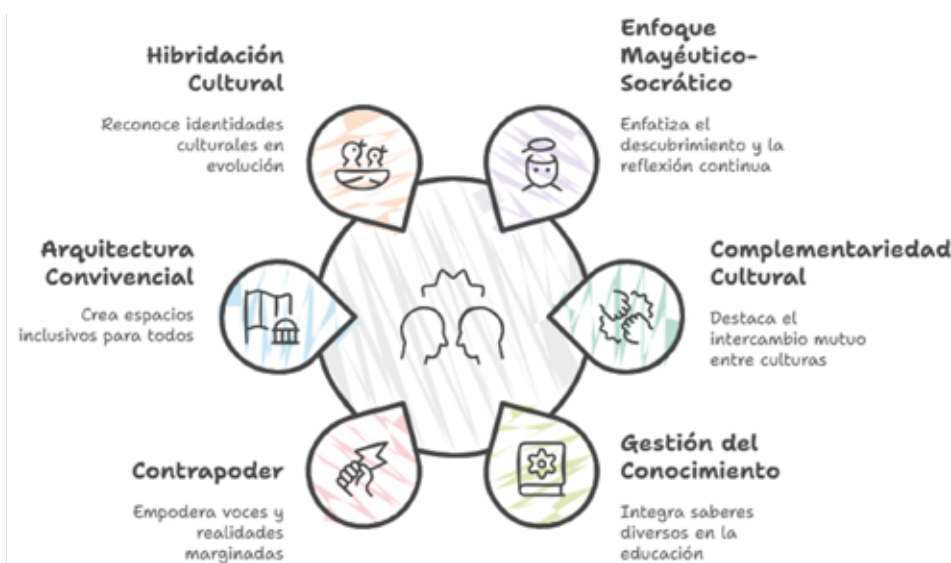 Hibridación
Cultural
Reconoce identidades
culturales en
evolución
Enfoque
Mayéutico-
Socrático
Enfatiza el
descubrimiento y la
reflexión continua
Arquitectura
Convivencial
Crea espacios
inclusivos para todos
Complementariedad
Cultural
Destaca el
intercambio mutuo
entre culturas
Contrapoder
Empodera voces y
realidades
marginadas
Gestión del
Conocimiento
Integra saberes
diversos en la
educación